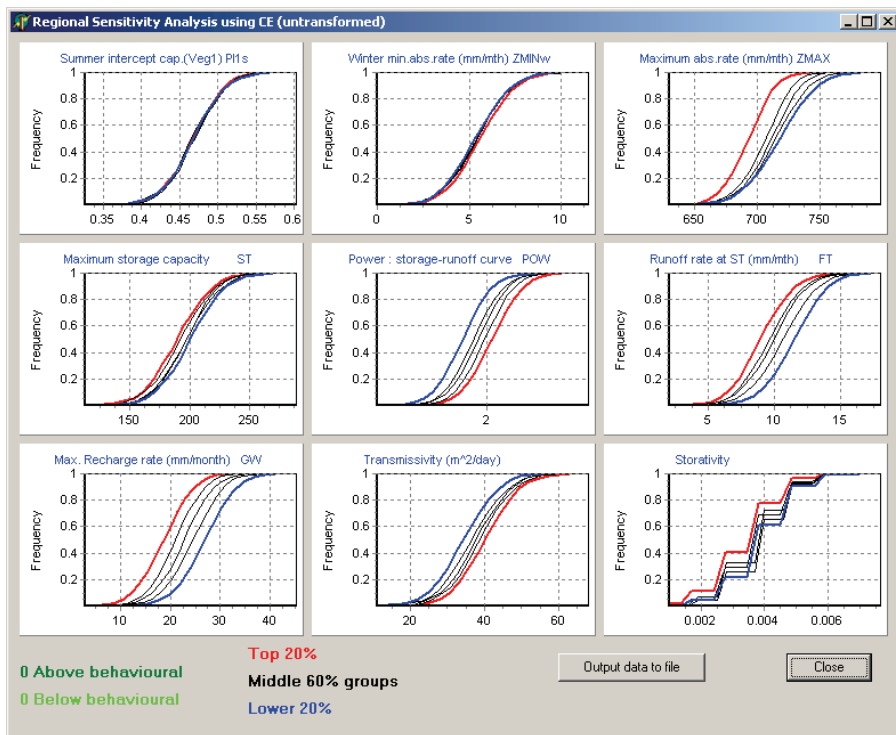 Regional Sensitivity Analysis using CE (untransformed)
Summer intercept cap.(Veg1) PI1s
Frequency
1
0.8
0.6
0.4
0.2
0.35 0.4 0.45 0.5 0.55 0.6
Winter min.abs.rate (mm/mth) ZMINw
Frequency
1
0.8
0.6
0.4
0.2
0 5 10
Maximum abs.rate (mm/mth) ZMAX
Frequency
1
0.8
0.6
0.4
0.2
650 700 750
Maximum storage capacity ST
Frequency
1
0.8
0.6
0.4
0.2
150 200 250
Power : storage-runoff curve POW
Frequency
1
0.8
0.6
0.4
0.2
2
Runoff rate at ST (mm/mth) FT
Frequency
1
0.8
0.6
0.4
0.2
5 10 15
Max. Recharge rate (mm/month) GW
Frequency
1
0.8
0.6
0.4
0.2
10 20 30 40
Transmissivity (m^2/day)
Frequency
1
0.8
0.6
0.4
0.2
20 40 60
Storativity
Frequency
1
0.8
0.6
0.4
0.2
0.002 0.004 0.006
0 Above behavioural
0 Below behavioural
Top 20%
Middle 60% groups
Lower 20%
Output data to file
Close